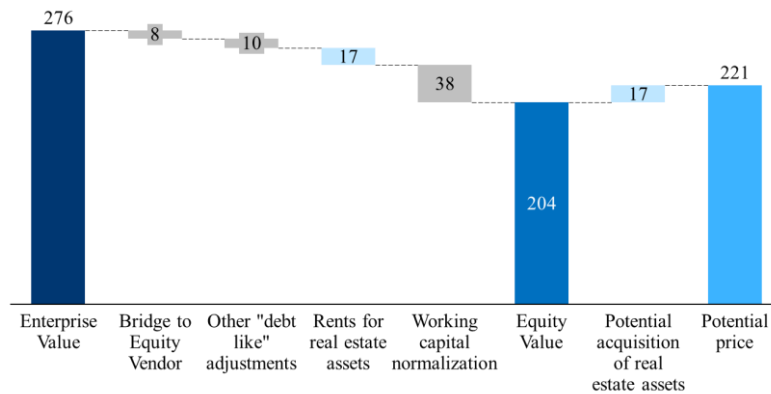 276
8
10
17
38
204
17
221
Enterprise
Value
Bridge to
Equity
Vendor
Other "debt
like"
adjustments
Rents for
real estate
assets
Working
capital
normalization
Equity
Value
Potential
acquisition
of real
estate assets
Potential
price